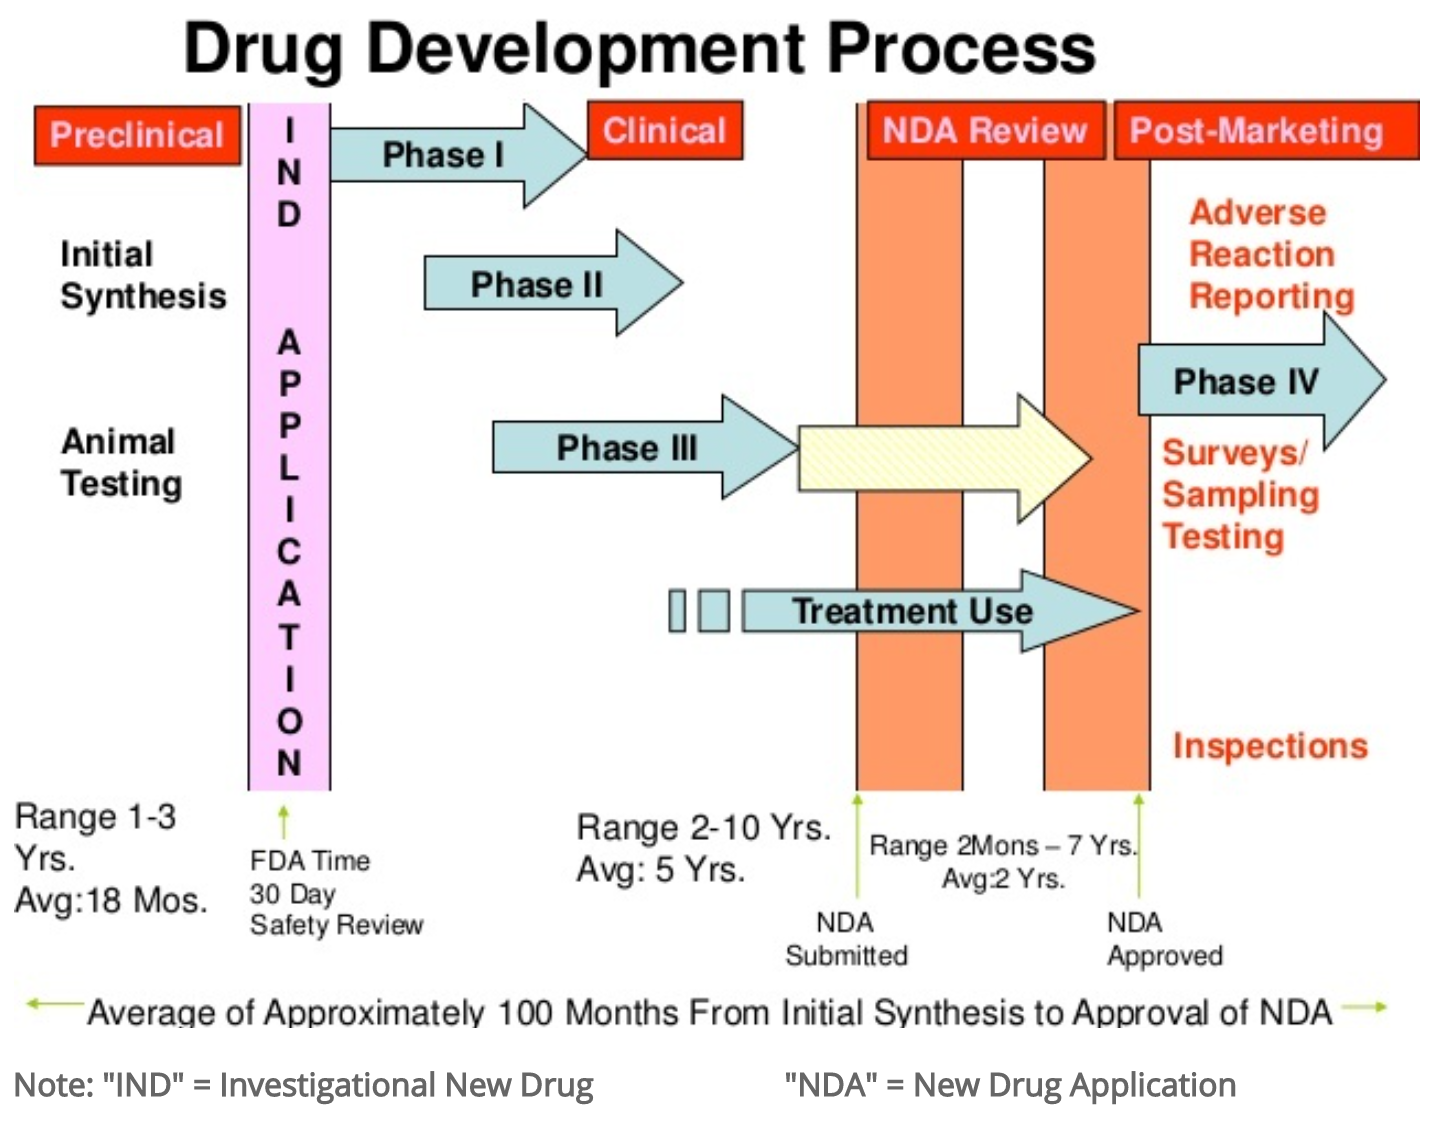 Drug Development Process
Preclinical
IND APPLICATION
Phase I
Clinical
NDA Review
Post-Marketing
Initial
Synthesis
Phase II
Adverse
Reaction
Reporting
Phase IV
Animal
Testing
Phase III
Surveys/
Sampling
Testing
Treatment Use
Inspections
Range 1-3
Yrs.
Avg:18 Mos.
FDA Time
30 Day
Safety Review
Range 2-10 Yrs.
Avg: 5 Yrs.
Range 2Mons – 7 Yrs.
Avg:2 Yrs.
NDA
Submitted
NDA
Approved
Average of Approximately 100 Months From Initial Synthesis to Approval of NDA
Note: "IND" = Investigational New Drug
"NDA" = New Drug Application